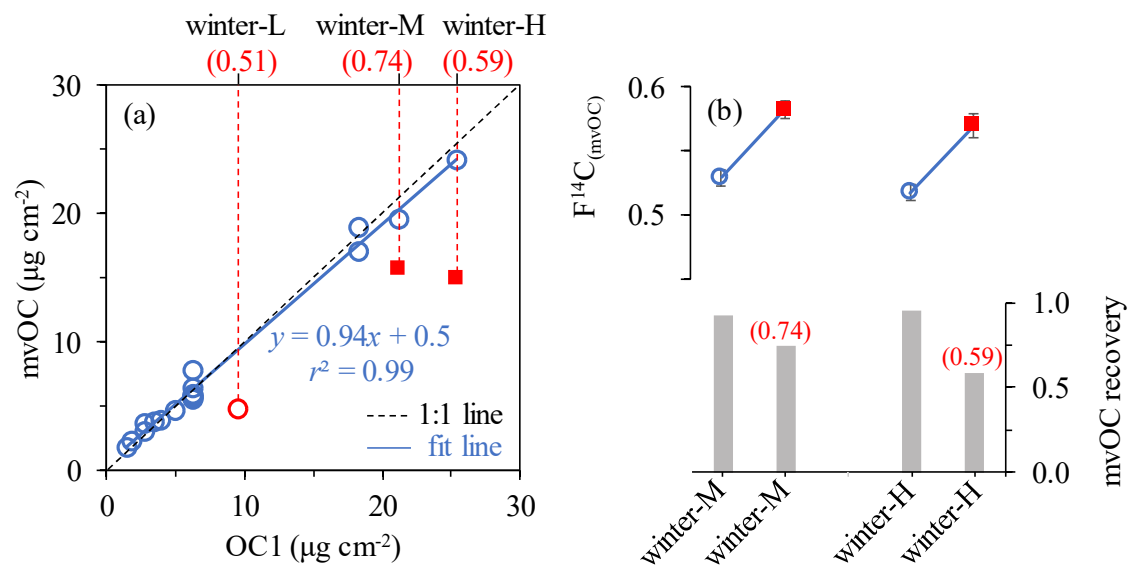 winter-L winter-M winter-H
(0.51) (0.74) (0.59)
(a)
30
20
10
0
mvOC (μg cm-2)
y = 0.94x + 0.5
r² = 0.99
1:1 line
fit line
0 10 20 30
OC1 (μg cm-2)
(b)
0.6
0.5
F14C(mvOC)
1.0
0.5
0.0
mvOC recovery
(0.74)
(0.59)
winter-M
winter-M
winter-H
winter-H